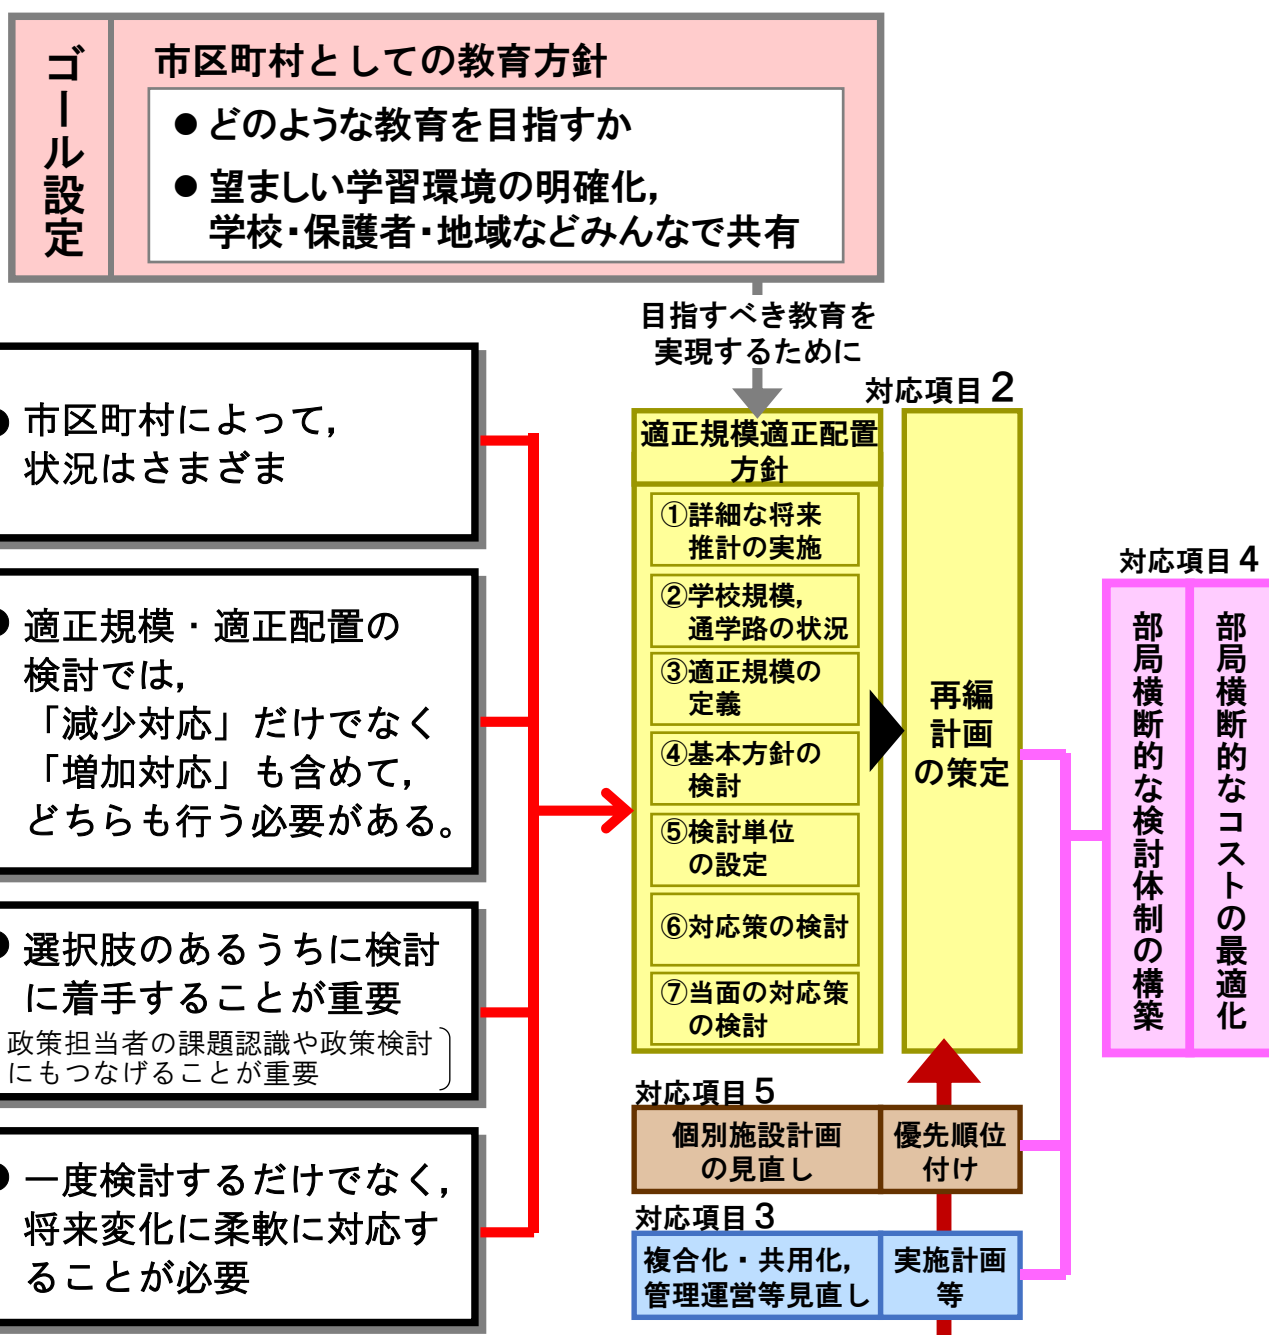 ゴール設定
市区町村としての教育方針
● どのような教育を目指すか
● 望ましい学習環境の明確化，
学校・保護者・地域などみんなで共有
目指すべき教育を
実現するために
● 市区町村によって，
状況はさまざま
● 適正規模・適正配置の
検討では，
「減少対応」だけでなく
「増加対応」も含めて，
どちらも行う必要がある。
● 選択肢のあるうちに検討
に着手することが重要
政策担当者の課題認識や政策検討
にもつなげることが重要
● 一度検討するだけでなく，
将来変化に柔軟に対応す
ることが必要
適正規模適正配置
方針
①詳細な将来
推計の実施
②学校規模，
通学路の状況
③適正規模の
定義
④基本方針の
検討
⑤検討単位
の設定
⑥対応策の検討
⑦当面の対応策
の検討
対応項目２
再編
計画
の策定
対応項目５
個別施設計画
の見直し
優先順位
付け
対応項目３
複合化・共用化，
管理運営等見直し
実施計画
等
対応項目４
部局横断的な検討体制の構築
部局横断的なコストの最適化